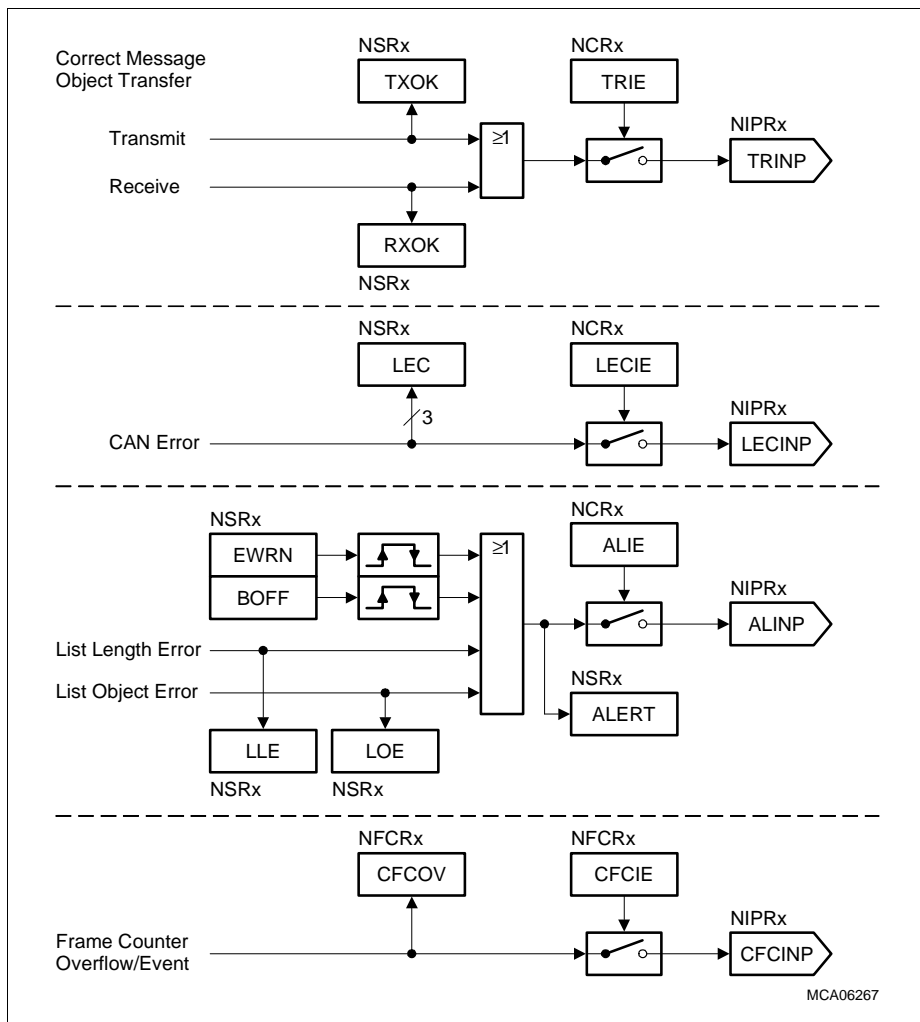 Correct Message
Object Transfer
NSRx
NCRx
TXOK
TRIE
Transmit
≥1
NIPRx
TRINP
Receive
RXOK
NSRx
NSRx
NCRx
LEC
LECIE
3
NIPRx
CAN Error
LECINP
NSRx
NCRx
EWRN
≥1
ALIE
BOFF
NIPRx
ALINP
List Length Error
NSRx
List Object Error
ALERT
LLE
LOE
NSRx
NSRx
NFCRx
NFCRx
CFCOV
CFCIE
NIPRx
Frame Counter
Overflow/Event
CFCINP
MCA06267